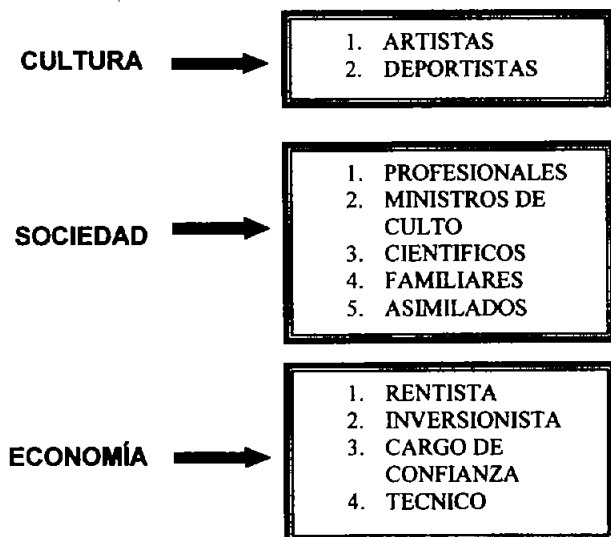 CULTURA
1. ARTISTAS
2. DEPORTISTAS
SOCIEDAD
1. PROFESIONALES
2. MINISTROS DE
CULTO
3. CIENTIFICOS
4. FAMILIARES
5. ASIMILADOS
ECONOMÍA
1. RENTISTA
2. INVERSIONISTA
3. CARGO DE
CONFIANZA
4. TECNICO